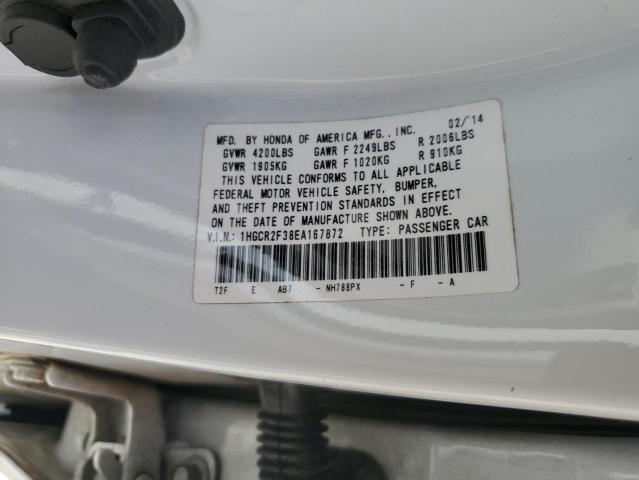 MFD. BY HONDA OF AMERICA MFG., INC. 02/'14
GVWR 4200LBS GAWR F 2249LBS R 2006LBS
GVWR 1905KG GAWR F 1020KG R 910KG
THIS VEHICLE CONFORMS TO ALL APPLICABLE
FEDERAL MOTOR VEHICLE SAFETY, BUMPER,
AND THEFT PREVENTION STANDARDS IN EFFECT
ON THE DATE OF MANUFACTURE SHOWN ABOVE.
V.I.N.: 1HGCR2F38EA167872 TYPE: PASSENGER CAR
T2F E AB7 - NH788PX - F - A